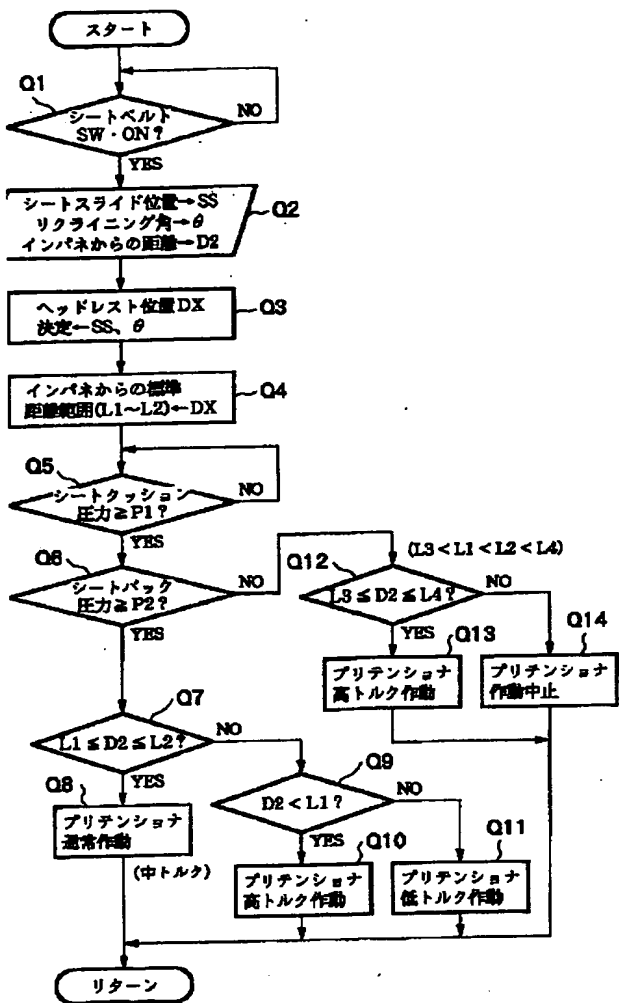 スタート
Q1
シートベルト
SW・ON?
NO
YES
シートスライド位置→SS
リクライニング角→θ
インパネからの距離→D2
Q2
ヘッドレスト位置DX
決定←SS、θ
Q3
インパネからの標準
距離範囲(L1~L2)←DX
Q4
Q5
シートクッション
圧力≧P1?
NO
YES
Q6
シートバック
圧力≧P2?
NO
YES
(L3<L1<L2<L4)
Q12
L3≦D2≦L4?
NO
YES
Q13
プリテンショナ
高トルク作動
Q14
プリテンショナ
作動中止
Q7
L1≦D2≦L2?
NO
YES
Q8
プリテンショナ
通常作動
(中トルク)
Q9
D2<L1?
NO
YES
Q10
プリテンショナ
高トルク作動
Q11
プリテンショナ
低トルク作動
リターン